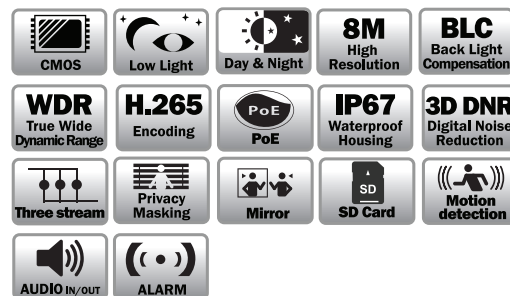 CMOS
Low Light
Day & Night
8M
High
Resolution
BLC
Back Light
Compensation
WDR
True Wide
Dynamic Range
H.265
Encoding
PoE
PoE
IP67
Waterproof
Housing
3D DNR
Digital Noise
Reduction
Three stream
Privacy
Masking
Mirror
SD
SD Card
Motion
detection
AUDIO IN/OUT
ALARM